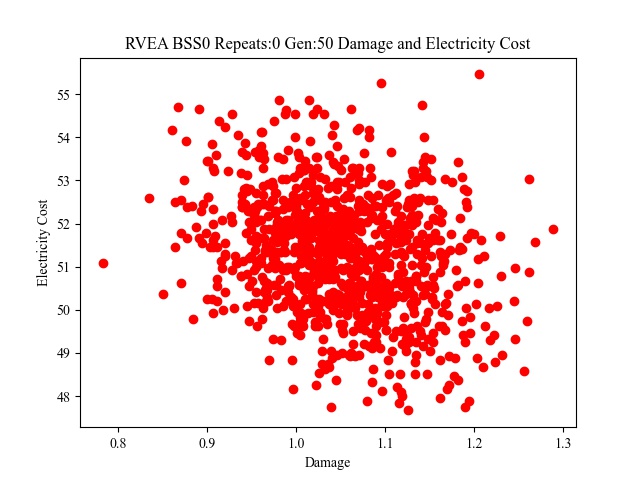 RVEA BSS0 Repeats:0 Gen:50 Damage and Electricity Cost
55
54
53
52
51
50
49
48
Electricity Cost
0.8 0.9 1.0 1.1 1.2 1.3
Damage